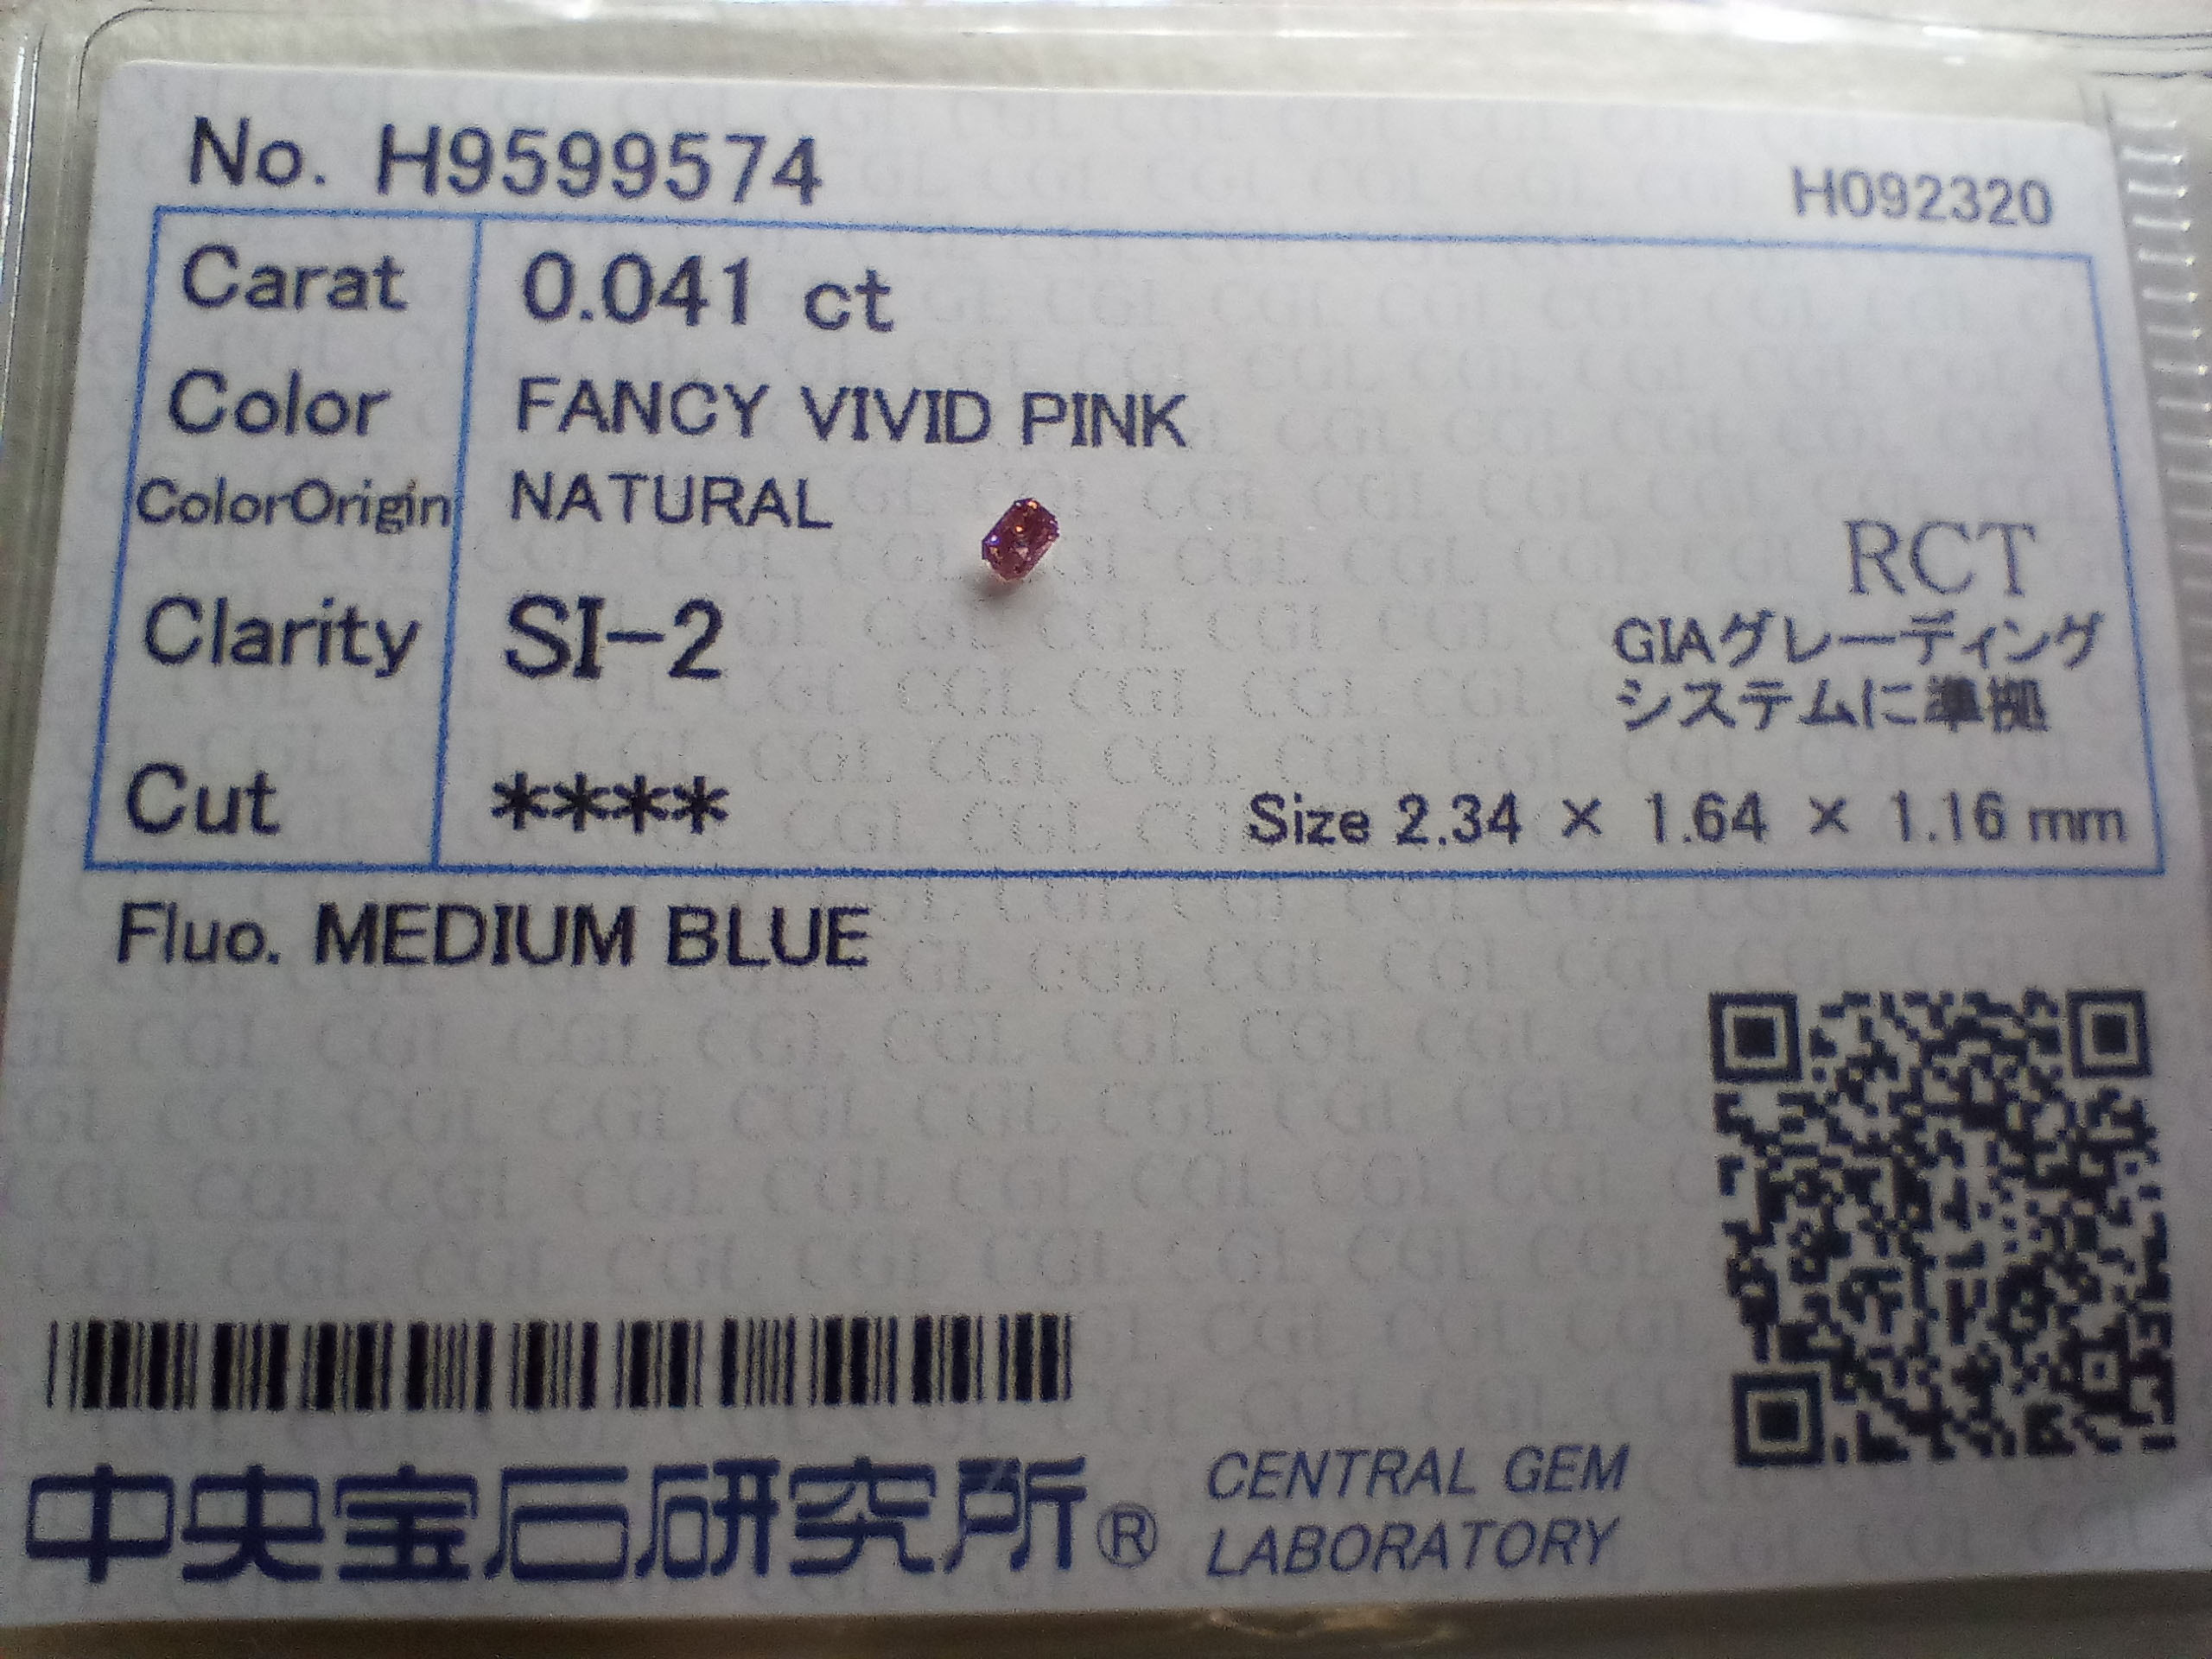 No. H9599574
H092320
Carat 0.041 ct
Color FANCY VIVID PINK
ColorOrigin NATURAL
RCT
Clarity SI-2
GIAグレーディング
システムに準拠
Cut ****
Size 2.34 × 1.64 × 1.16 mm
Fluo. MEDIUM BLUE
中央宝石研究所®
CENTRAL GEM
LABORATORY